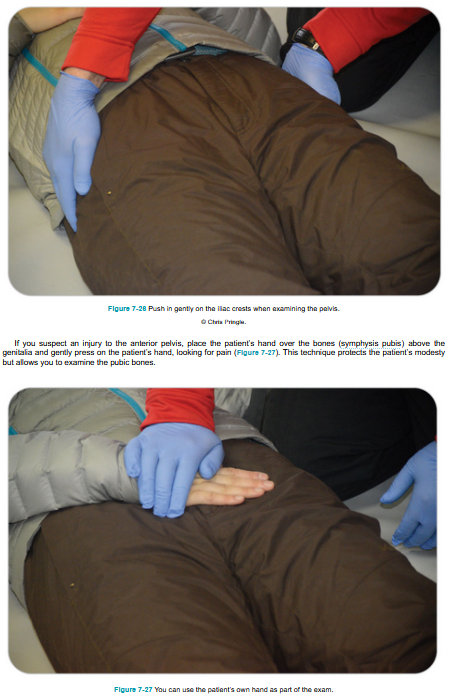 Figure 7-26 Push in gently on the iliac crests when examining the pelvis.
© Chris Pringle.
If you suspect an injury to the anterior pelvis, place the patient's hand over the bones (symphysis pubis) above the
genitalia and gently press on the patient's hand, looking for pain (Figure 7-27). This technique protects the patient's modesty
but allows you to examine the pubic bones.
Figure 7-27 You can use the patient's own hand as part of the exam.